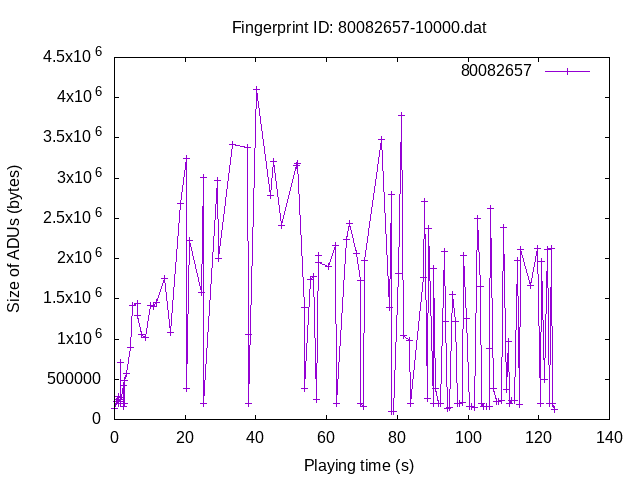 Fingerprint ID: 80082657-10000.dat
4.5x10^6
80082657
4x10^6
3.5x10^6
3x10^6
2.5x10^6
2x10^6
1.5x10^6
1x10^6
500000
0
Size of ADUs (bytes)
0 20 40 60 80 100 120 140
Playing time (s)